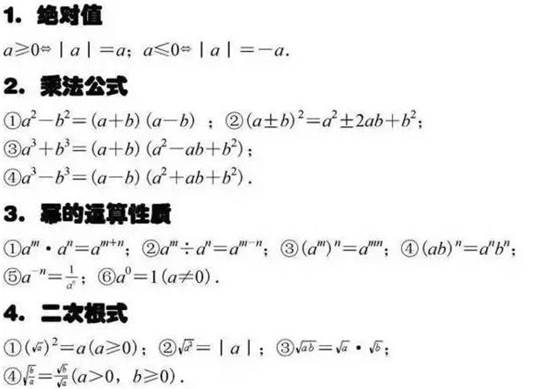 1. 绝对值
a≥0⇔|a|=a；a≤0⇔|a|=-a.
2. 乘法公式
①a²-b²=(a+b)(a-b)；②(a±b)²=a²±2ab+b²；
③a³+b³=(a+b)(a²-ab+b²)；
④a³-b³=(a-b)(a²+ab+b²).
3. 幂的运算性质
①aᵐ·aⁿ=aᵐ⁺ⁿ；②aᵐ÷aⁿ=aᵐ⁻ⁿ；③(aᵐ)ⁿ=aᵐⁿ；④(ab)ⁿ=aⁿbⁿ；
⑤a⁻ⁿ=1/aⁿ；⑥a⁰=1(a≠0).
4. 二次根式
①(√a)²=a(a≥0)；②√a²=|a|；③√ab=√a·√b；
④√(b/a)=√b/√a(a>0，b≥0).